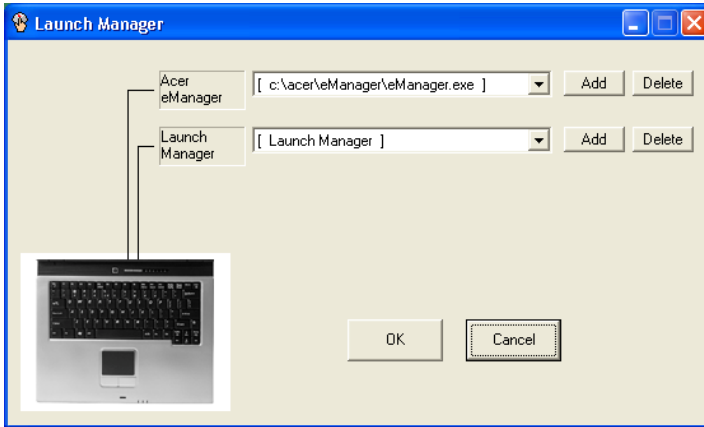 Launch Manager
Acer
eManager
[ c:\acer\eManager\eManager.exe ]
Add
Delete
Launch
Manager
[ Launch Manager ]
Add
Delete
OK
Cancel